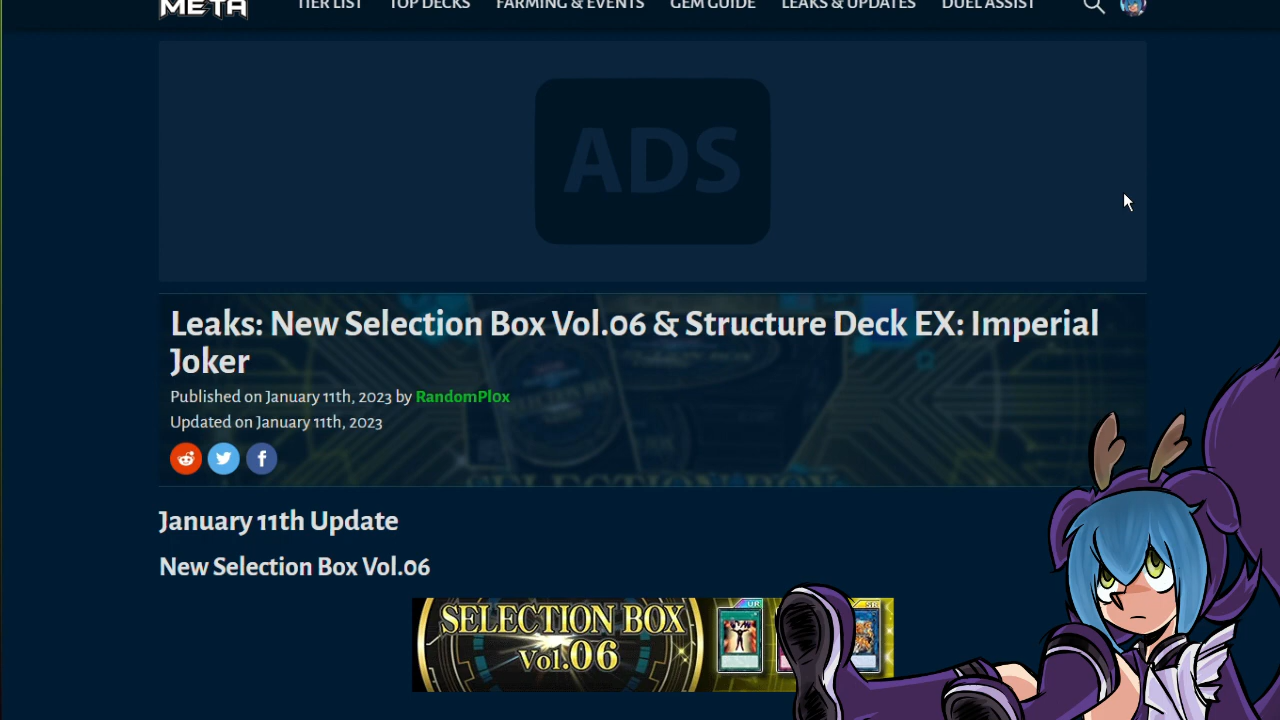 META
TIER LIST TOP DECKS FARMING & EVENTS GEM GUIDE LEAKS & UPDATES DUEL ASSIST
ADS
Leaks: New Selection Box Vol.06 & Structure Deck EX: Imperial
Joker
Published on January 11th, 2023 by RandomPl0x
Updated on January 11th, 2023
January 11th Update
New Selection Box Vol.06
SELECTION BOX
Vol.06
UR